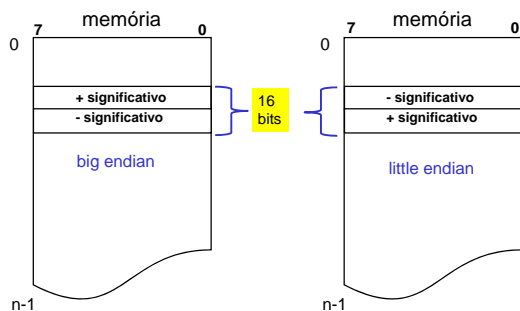 memória
7 0
0
+ significativo
- significativo
big endian
n-1
16
bits
memória
7 0
0
- significativo
+ significativo
little endian
n-1